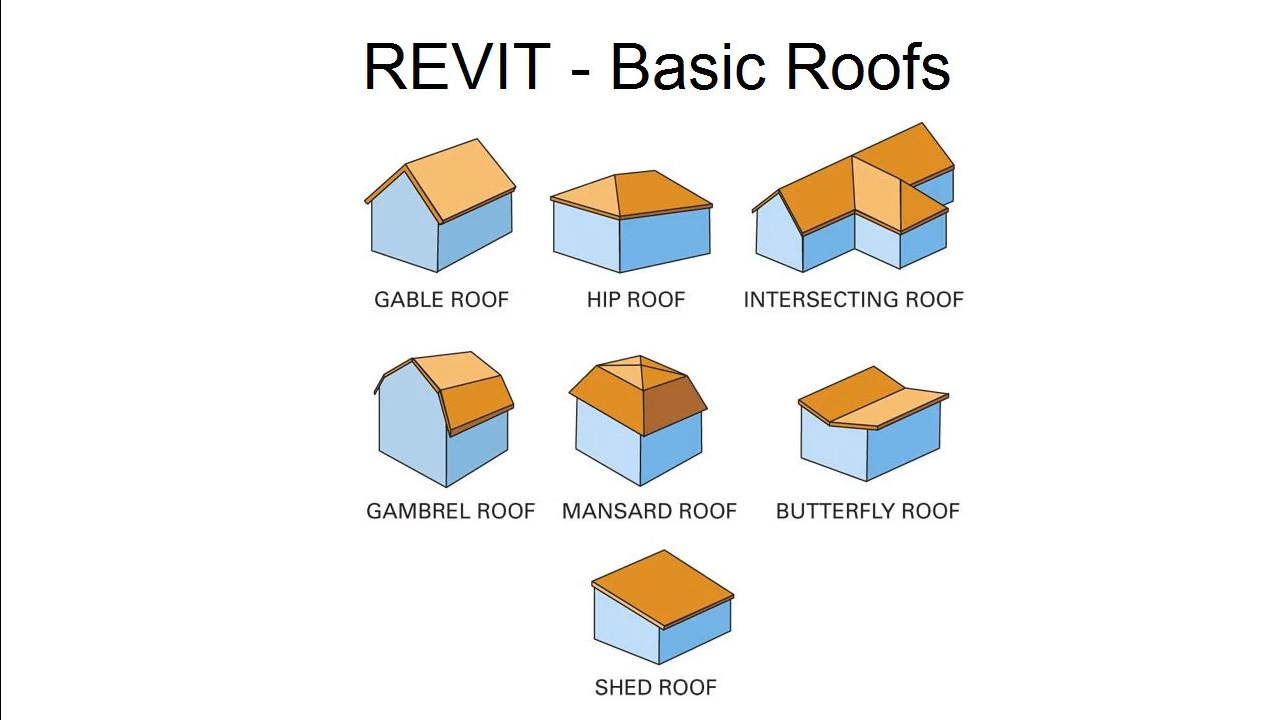 REVIT - Basic Roofs
GABLE ROOF
HIP ROOF
INTERSECTING ROOF
GAMBREL ROOF
MANSARD ROOF
BUTTERFLY ROOF
SHED ROOF